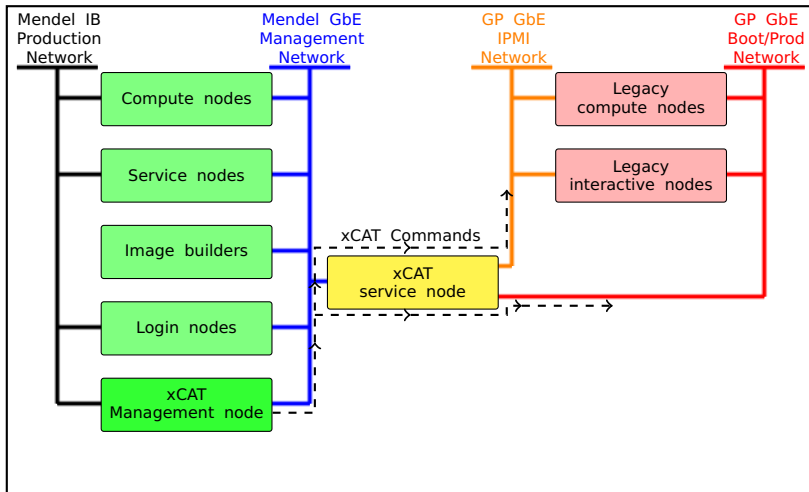 Mendel IB
Production
Network
Mendel GbE
Management
Network
GP GbE
IPMI
Network
GP GbE
Boot/Prod
Network
Compute nodes
Legacy
compute nodes
Service nodes
Legacy
interactive nodes
Image builders
xCAT Commands
xCAT
service node
Login nodes
xCAT
Management node